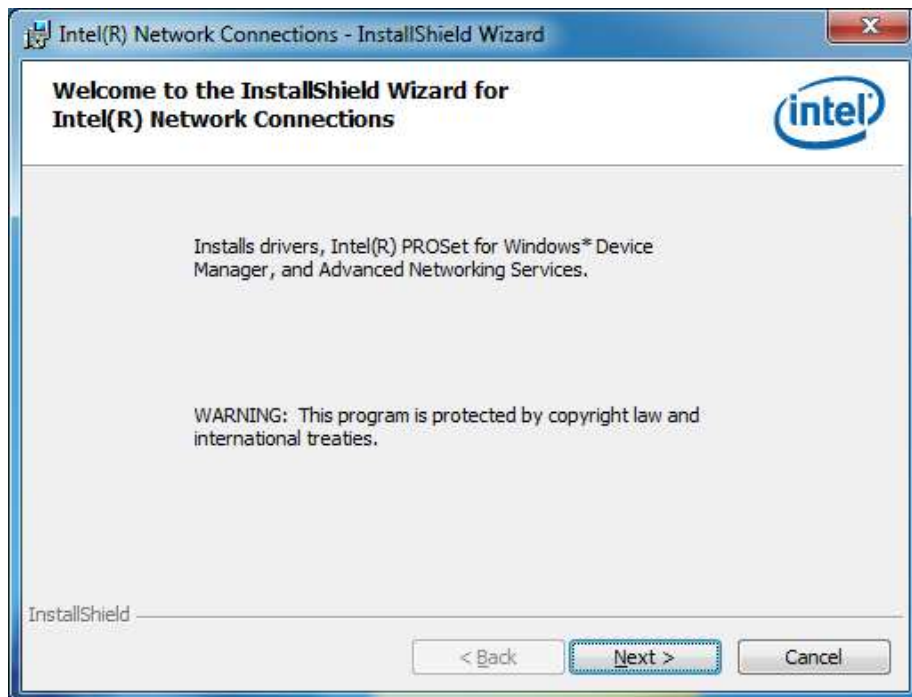 Intel(R) Network Connections - InstallShield Wizard
x
Welcome to the InstallShield Wizard for
Intel(R) Network Connections
intel
Installs drivers, Intel(R) PROSet for Windows* Device
Manager, and Advanced Networking Services.
WARNING:  This program is protected by copyright law and
international treaties.
InstallShield
< Back
Next >
Cancel